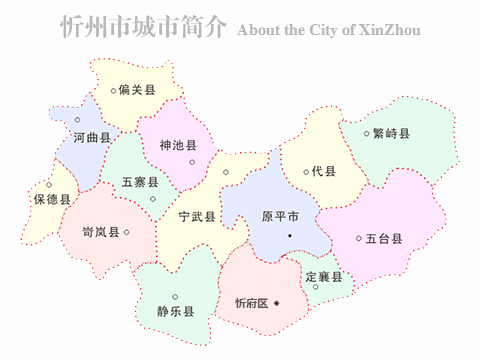 忻州市城市简介 About the City of XinZhou
偏关县
河曲县
神池县
繁峙县
五寨县
代县
保德县
宁武县
原平市
岢岚县
五台县
定襄县
忻府区
静乐县